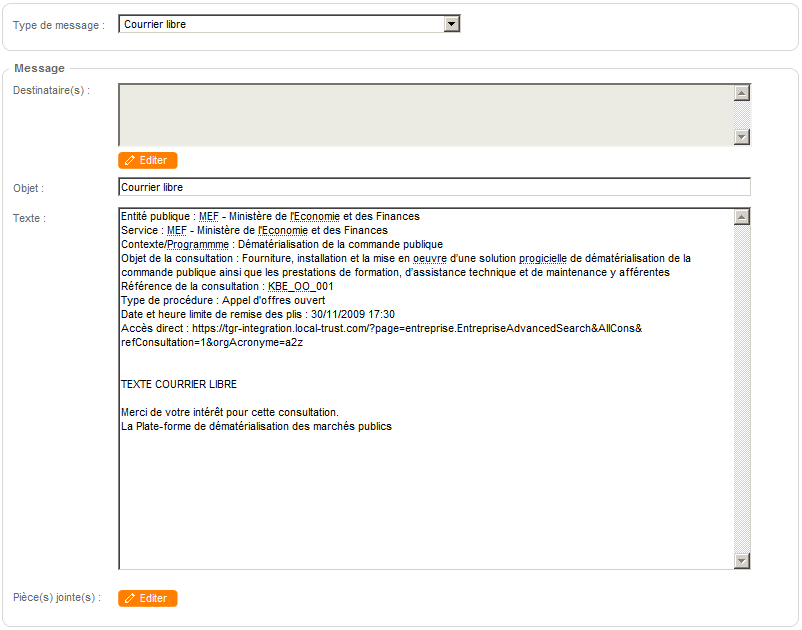 Type de message : Courrier libre
Message
Destinataire(s) :
Editer
Objet : Courrier libre
Texte :
Entité publique : MEF - Ministère de l'Economie et des Finances
Service : MEF - Ministère de l'Economie et des Finances
Contexte/Programmme : Dématérialisation de la commande publique
Objet de la consultation : Fourniture, installation et la mise en oeuvre d'une solution progicielle de dématérialisation de la
commande publique ainsi que les prestations de formation, d'assistance technique et de maintenance y afférentes
Référence de la consultation : KBE_OO_001
Type de procédure : Appel d'offres ouvert
Date et heure limite de remise des plis : 30/11/2009 17:30
Accès direct : https://tgr-integration.local-trust.com/?page=entreprise.EntrepriseAdvancedSearch&AllCons&
refConsultation=1&orgAcronyme=a2z
TEXTE COURRIER LIBRE
Merci de votre intérêt pour cette consultation.
La Plate-forme de dématérialisation des marchés publics
Pièce(s) jointe(s) : Editer